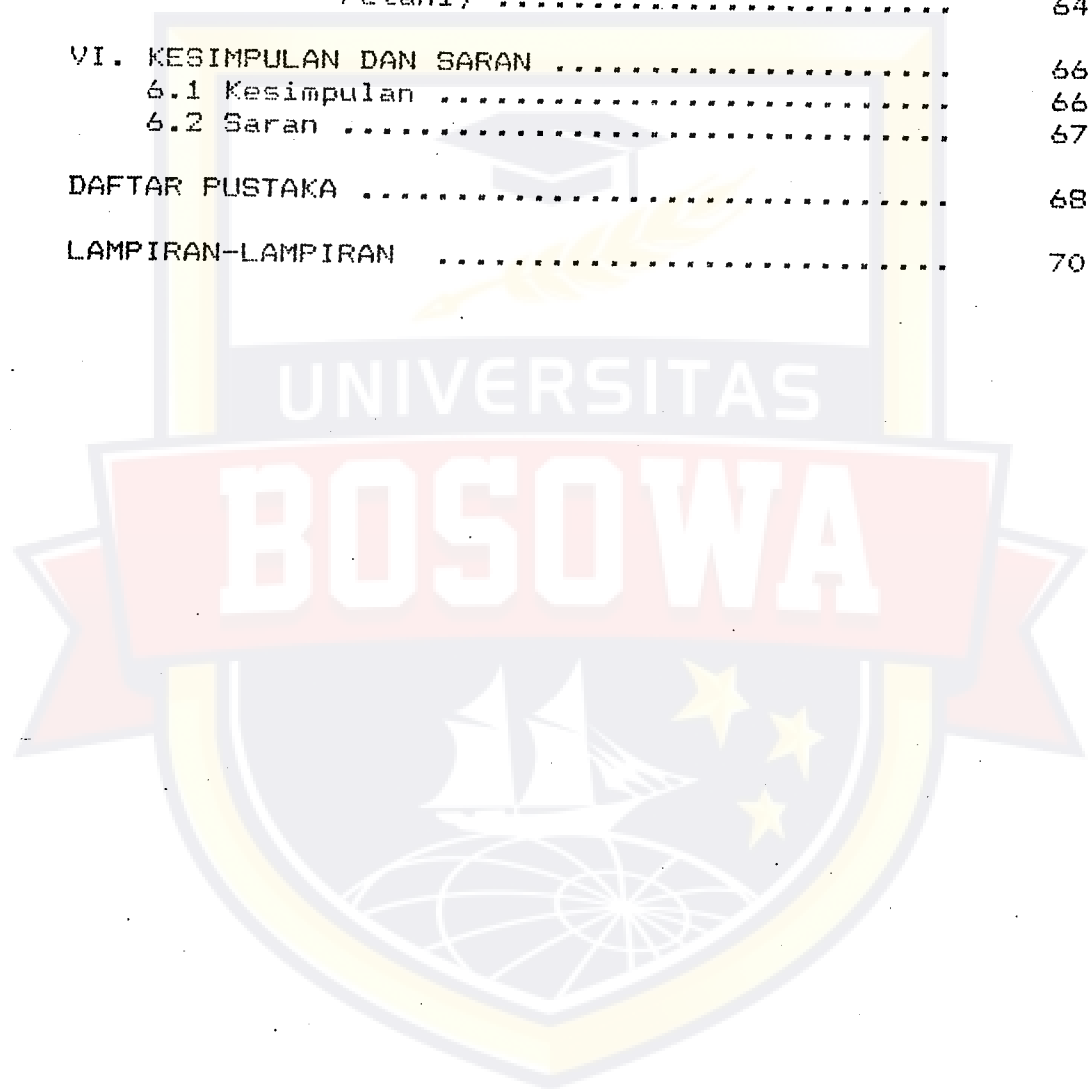 64
VI. KESIMPULAN DAN SARAN .............................. 66
6.1 Kesimpulan .............................. 66
6.2 Saran .............................. 67
DAFTAR PUSTAKA .............................. 68
LAMPIRAN-LAMPIRAN .............................. 70
UNIVERSITAS
BOSOWA